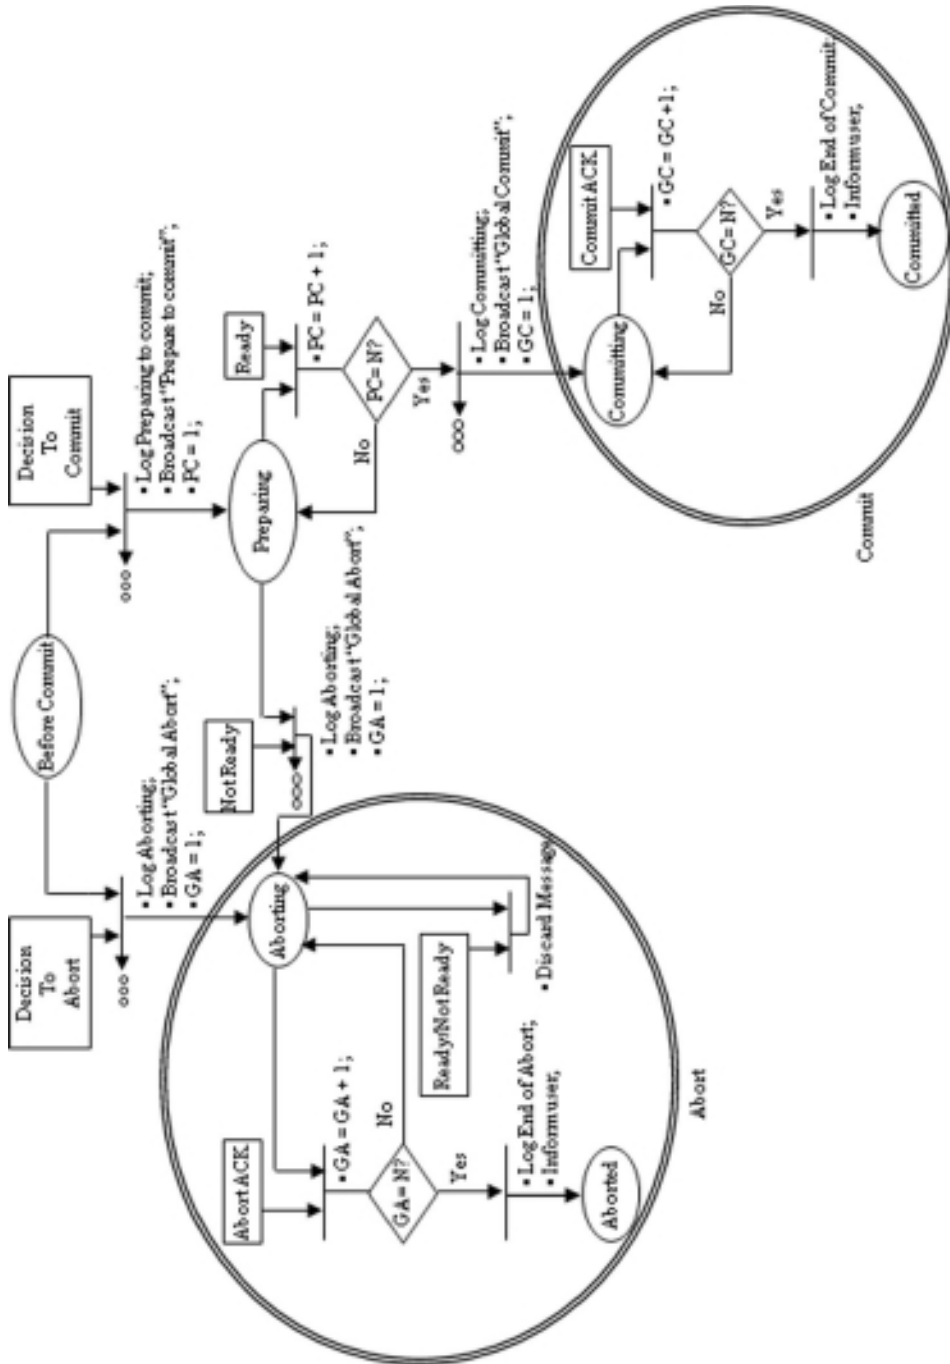 Before Commit
Decision
To
Abort
Decision
To
Commit
ooo
▪ Log Aborting;
▪ Broadcast "Global Abort";
▪ GA = 1;
ooo
▪ Log Preparing to commit;
▪ Broadcast "Prepare to commit";
▪ PC = 1;
Not Ready
Preparing
Ready
ooo
▪ Log Aborting;
▪ Broadcast "Global Abort";
▪ GA = 1;
▪ PC = PC + 1;
PC = N?
No
Yes
ooo
▪ Log Committing;
▪ Broadcast "Global Commit";
▪ GC = 1;
Abort ACK
Aborting
▪ GA = GA + 1;
GA = N?
No
Yes
Ready/Not Ready
▪ Discard Message
▪ Log End of Abort;
▪ Inform user,
Aborted
Abort
Committing
Commit ACK
▪ GC = GC +1;
GC = N?
No
Yes
▪ Log End of Commit;
▪ Inform user,
Committed
Commit